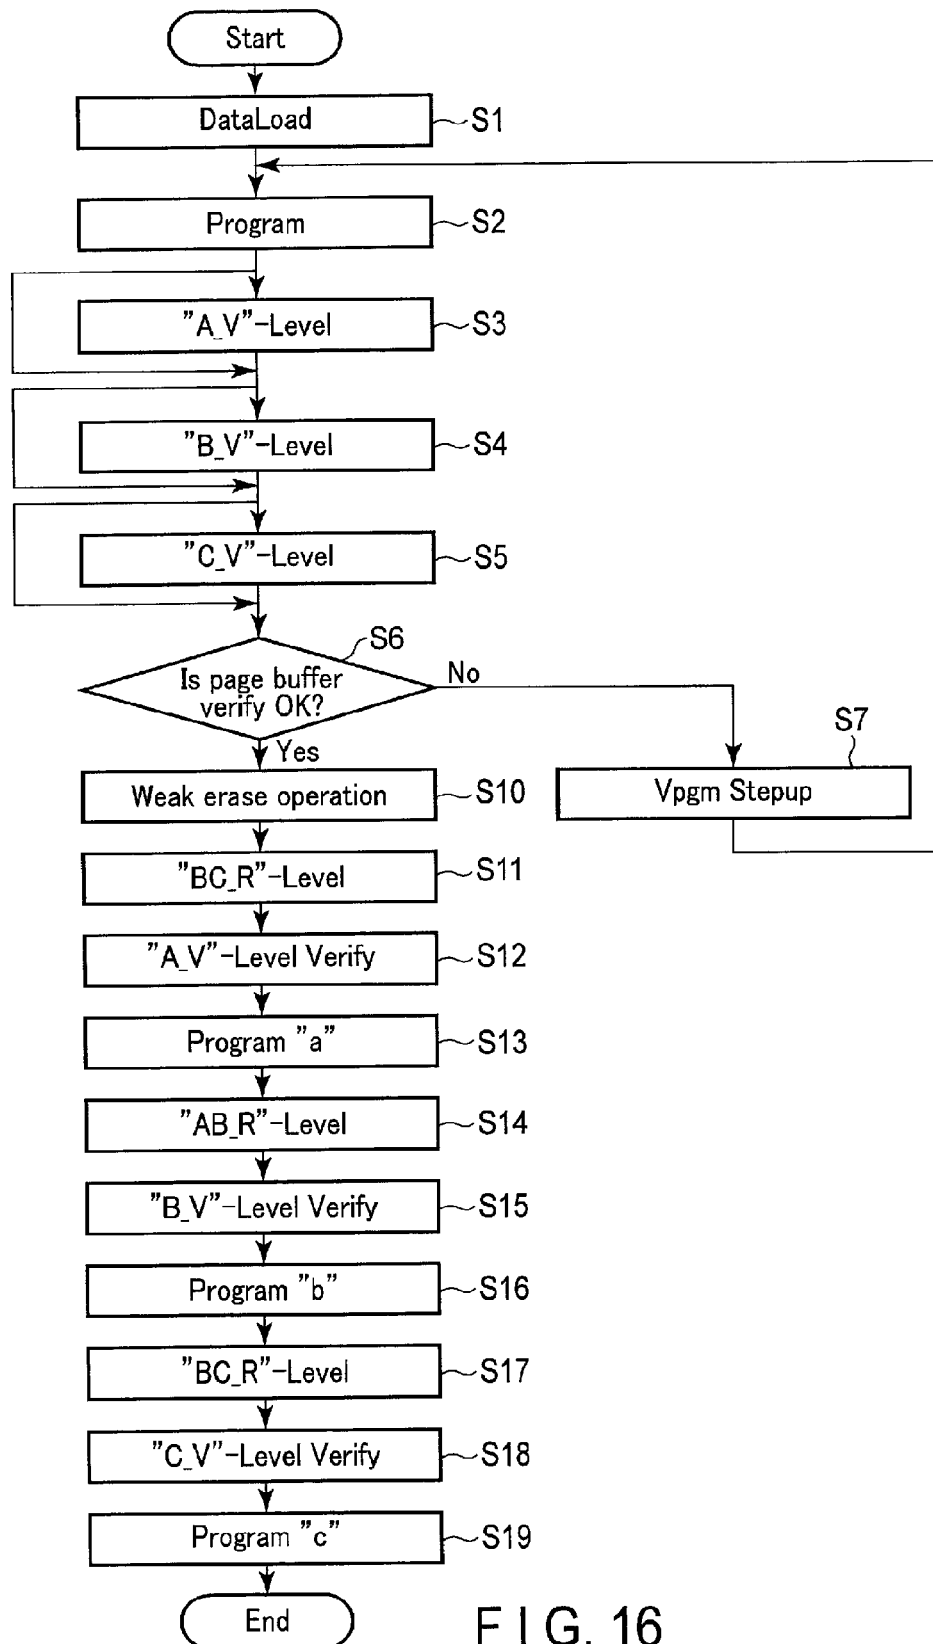 Start
DataLoad
S1
Program
S2
"A_V"-Level
S3
"B_V"-Level
S4
"C_V"-Level
S5
S6
Is page buffer
verify OK?
No
Yes
S7
Vpgm Stepup
Weak erase operation
S10
"BC_R"-Level
S11
"A_V"-Level Verify
S12
Program "a"
S13
"AB_R"-Level
S14
"B_V"-Level Verify
S15
Program "b"
S16
"BC_R"-Level
S17
"C_V"-Level Verify
S18
Program "c"
S19
End
FIG. 16